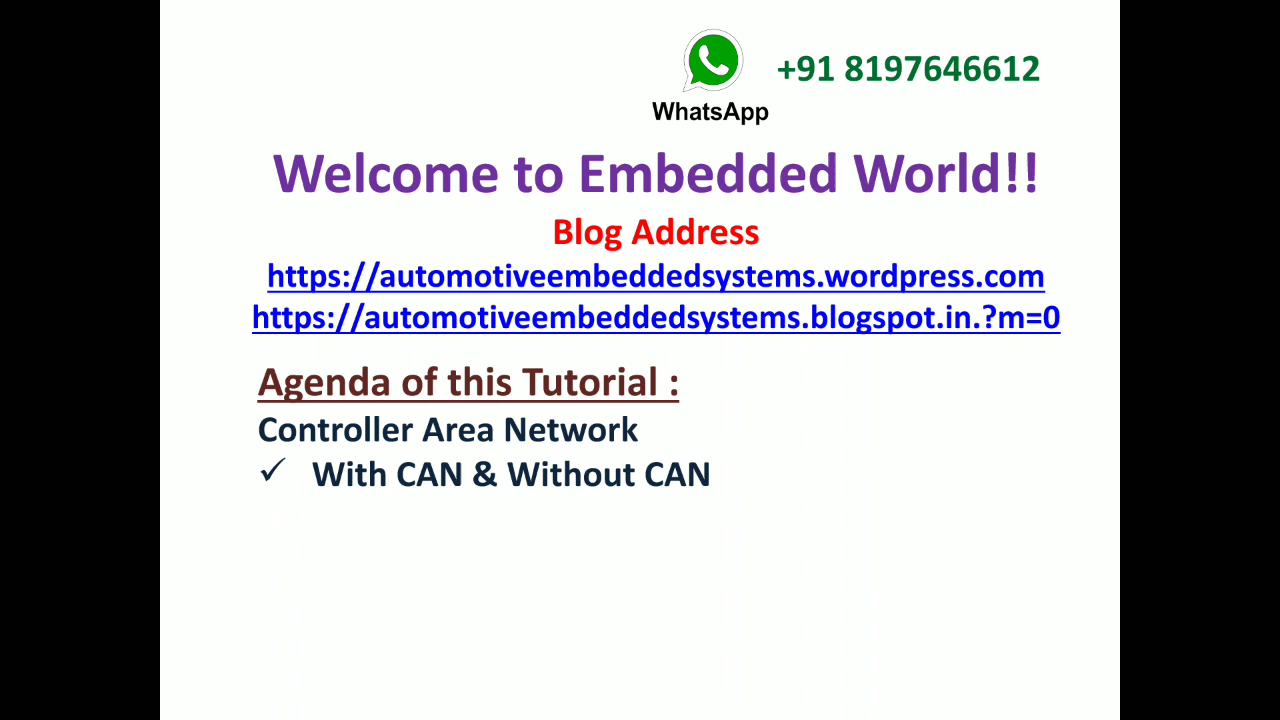 +91 8197646612
WhatsApp
Welcome to Embedded World!!
Blog Address
https://automotiveembeddedsystems.wordpress.com
https://automotiveembeddedsystems.blogspot.in.?m=0
Agenda of this Tutorial :
Controller Area Network
✓ With CAN & Without CAN